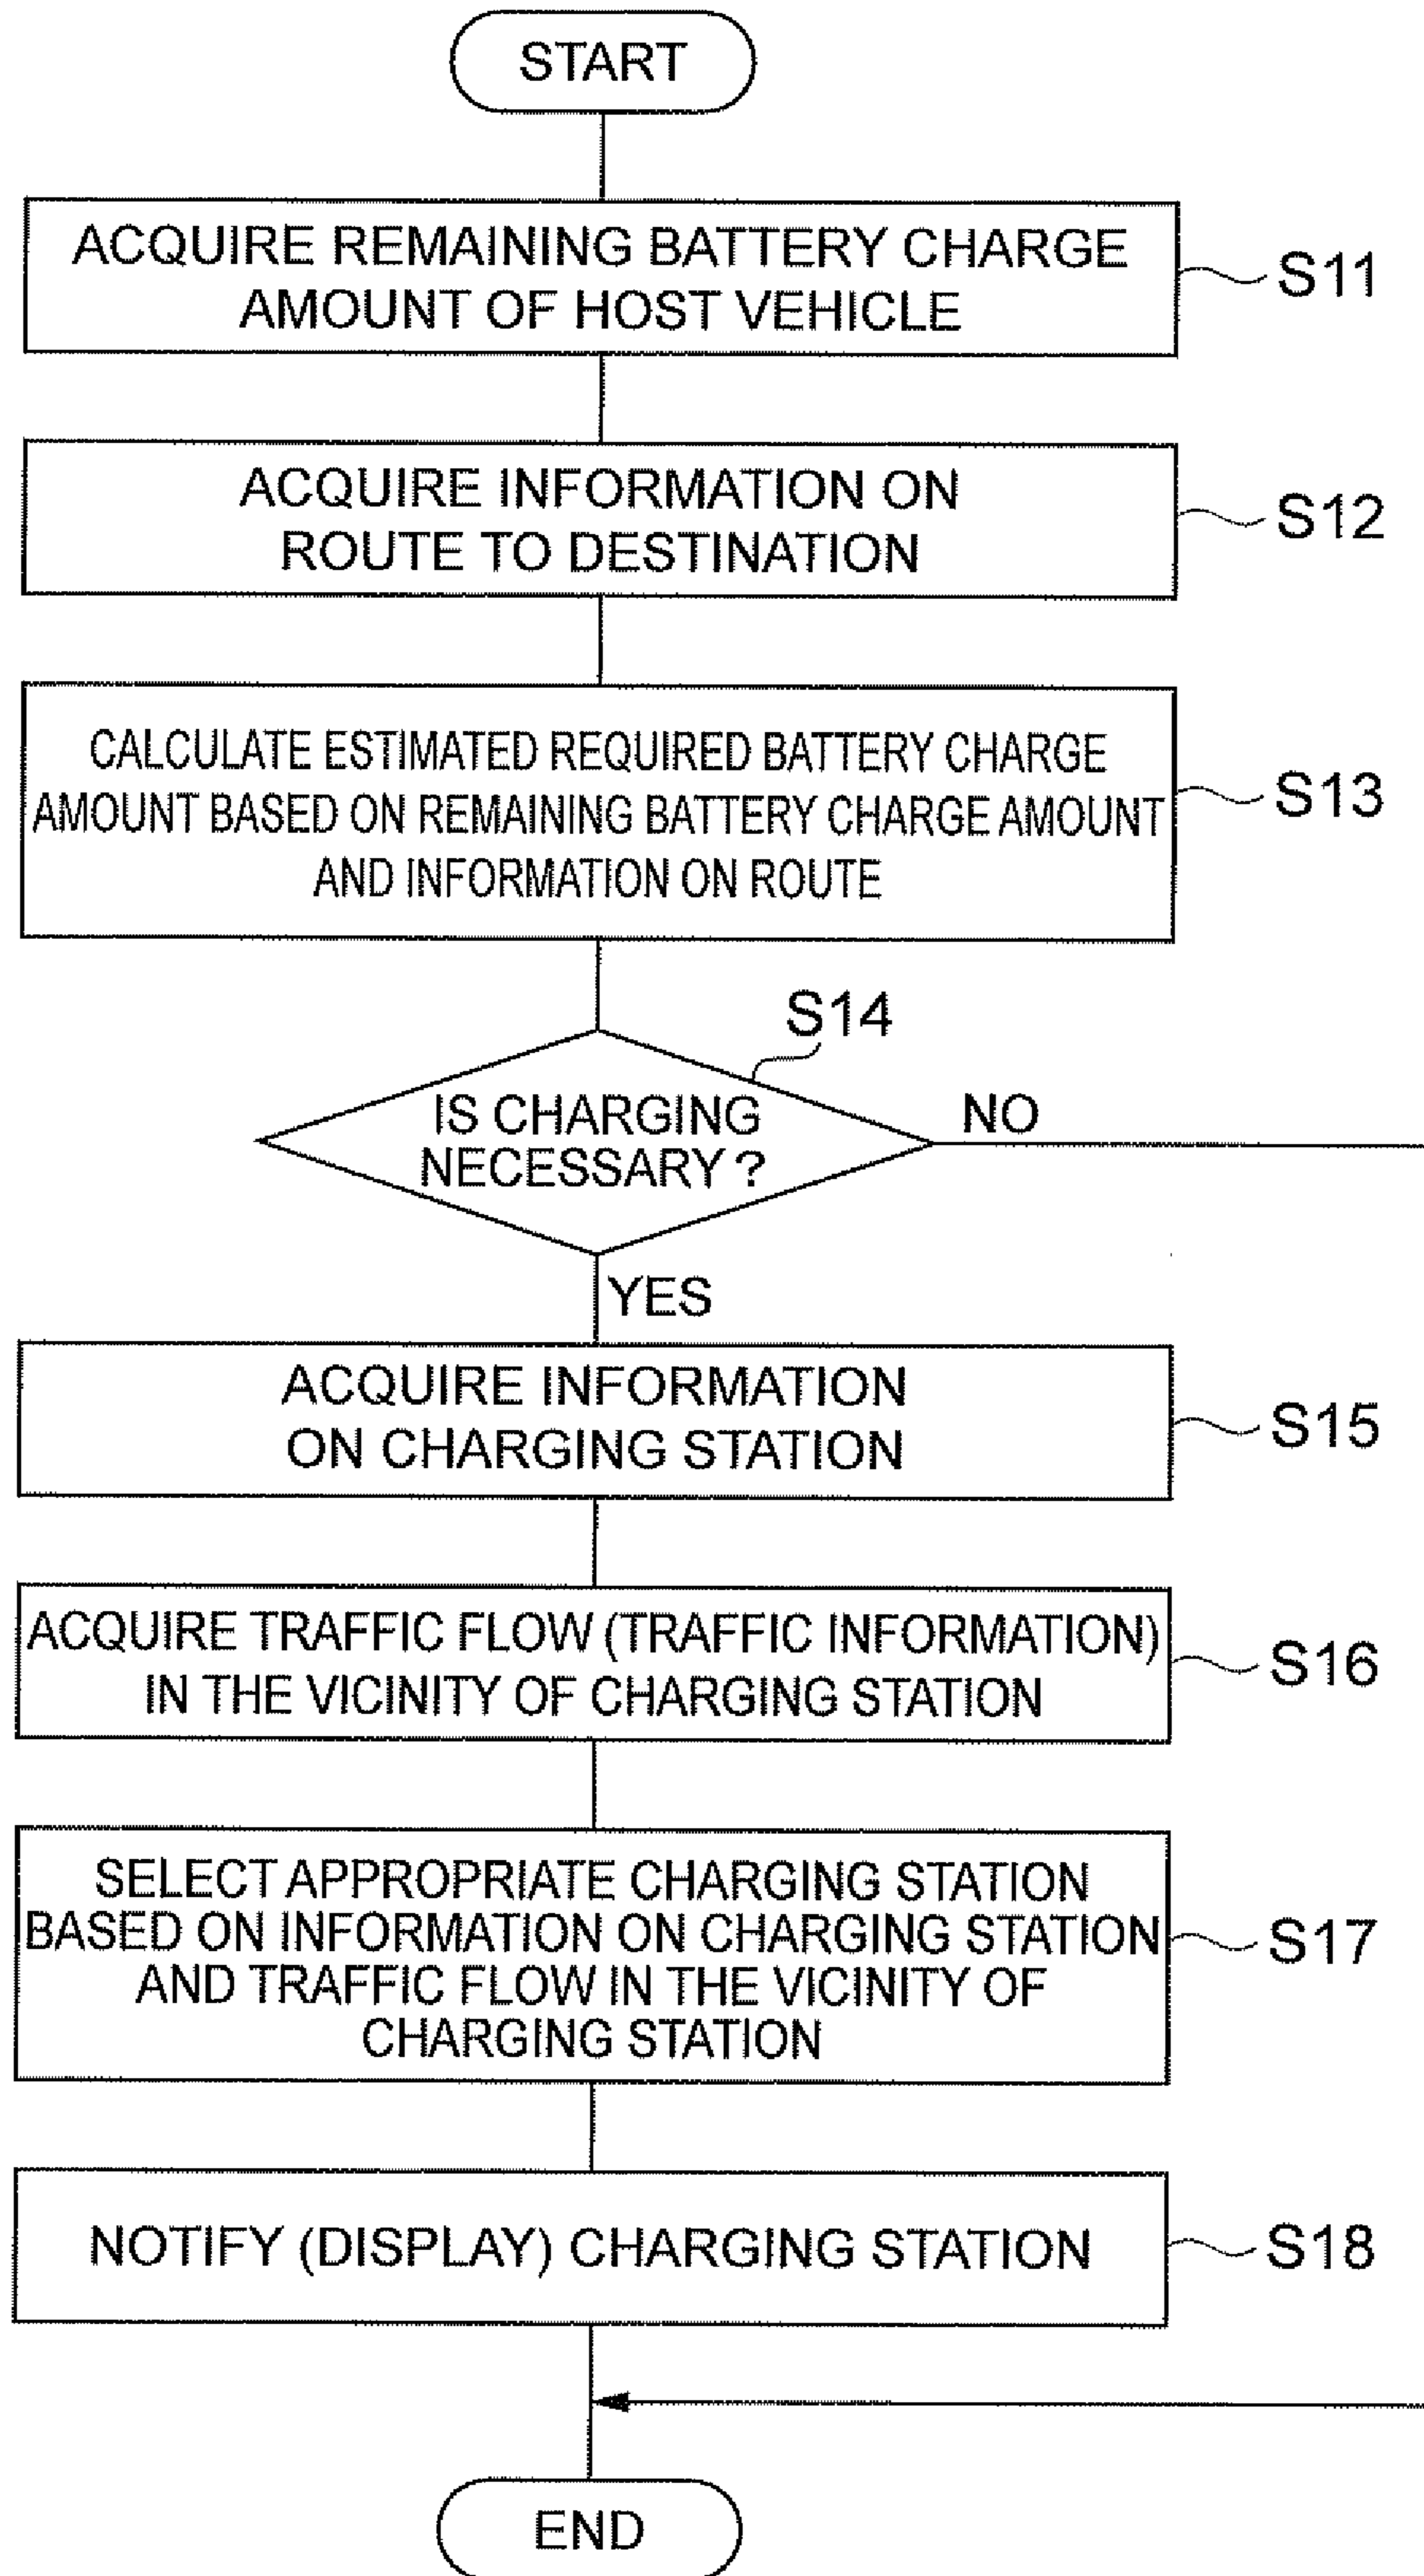 START
ACQUIRE REMAINING BATTERY CHARGE
AMOUNT OF HOST VEHICLE
S11
ACQUIRE INFORMATION ON
ROUTE TO DESTINATION
S12
CALCULATE ESTIMATED REQUIRED BATTERY CHARGE
AMOUNT BASED ON REMAINING BATTERY CHARGE AMOUNT
AND INFORMATION ON ROUTE
S13
S14
IS CHARGING
NECESSARY?
NO
YES
ACQUIRE INFORMATION
ON CHARGING STATION
S15
ACQUIRE TRAFFIC FLOW (TRAFFIC INFORMATION)
IN THE VICINITY OF CHARGING STATION
S16
SELECT APPROPRIATE CHARGING STATION
BASED ON INFORMATION ON CHARGING STATION
AND TRAFFIC FLOW IN THE VICINITY OF
CHARGING STATION
S17
NOTIFY (DISPLAY) CHARGING STATION
S18
END